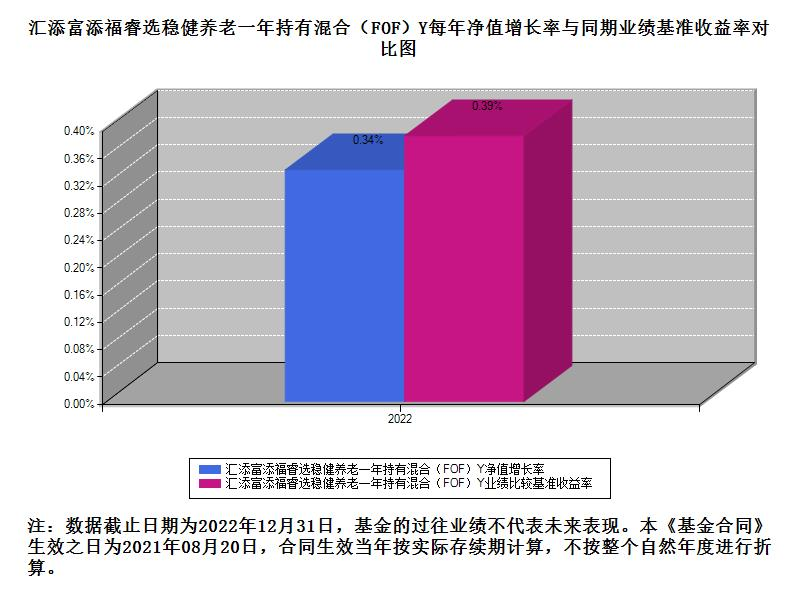 汇添富添福睿选稳健养老一年持有混合（FOF）Y每年净值增长率与同期业绩基准收益率对
比图
0.40%
0.36%
0.32%
0.28%
0.24%
0.20%
0.16%
0.12%
0.08%
0.04%
0.00%
0.34%
0.39%
2022
汇添富添福睿选稳健养老一年持有混合（FOF）Y净值增长率
汇添富添福睿选稳健养老一年持有混合（FOF）Y业绩比较基准收益率
注：数据截止日期为2022年12月31日，基金的过往业绩不代表未来表现。本《基金合同》
生效之日为2021年08月20日，合同生效当年按实际存续期计算，不按整个自然年度进行折
算。